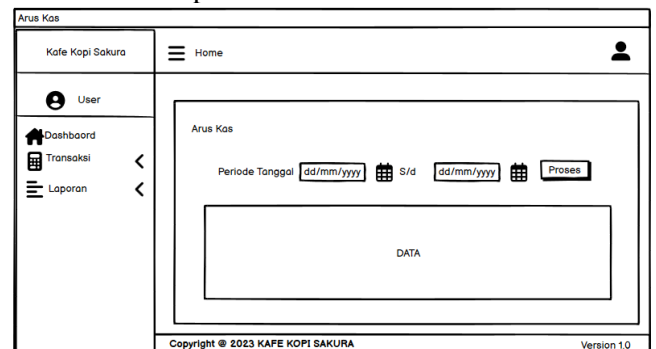 Arus Kas
Kafe Kopi Sakura
Home
User
Dashbaord
Transaksi
Laporan
Arus Kas
Periode Tanggal dd/mm/yyyy S/d dd/mm/yyyy Proses
DATA
Copyright @ 2023 KAFE KOPI SAKURA Version 1.0